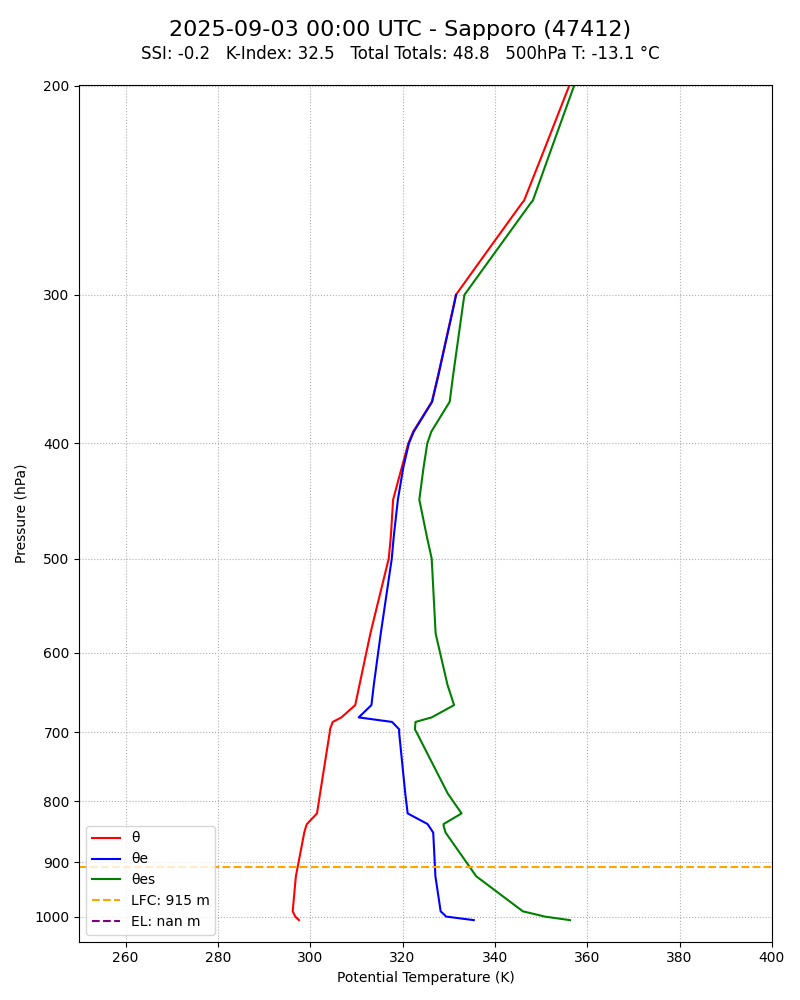 2025-09-03 00:00 UTC - Sapporo (47412)
SSI: -0.2   K-Index: 32.5   Total Totals: 48.8   500hPa T: -13.1 °C
200
300
400
500
600
700
800
900
1000
Pressure (hPa)
θ
θe
θes
LFC: 915 m
EL: nan m
260
280
300
320
340
360
380
400
Potential Temperature (K)